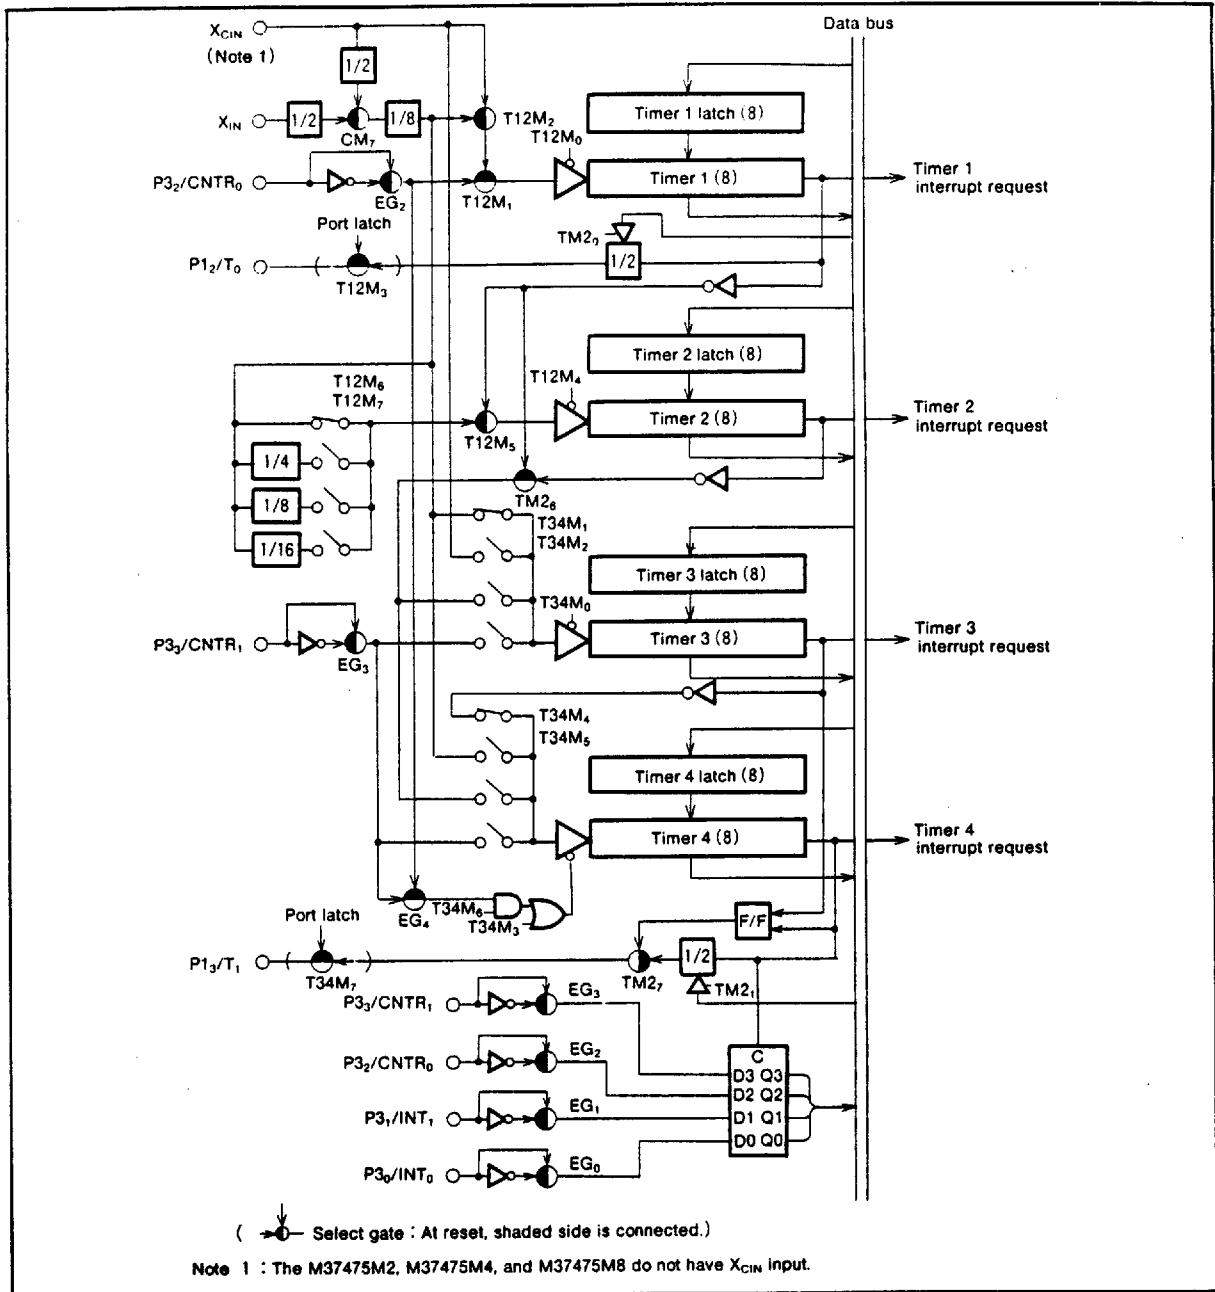 Data bus
X_CIN
(Note 1)
1/2
Timer 1 latch (8)
X_IN
1/2
CM₇
1/8
T12M₂
T12M₀
P3₂/CNTR₀
EG₂
T12M₁
Timer 1 (8)
Timer 1
interrupt request
Port latch
TM2₀
1/2
P1₂/T₀
T12M₃
Timer 2 latch (8)
T12M₆
T12M₇
T12M₄
T12M₅
Timer 2 (8)
Timer 2
interrupt request
1/4
1/8
1/16
TM2₆
T34M₁
T34M₂
Timer 3 latch (8)
T34M₀
P3₃/CNTR₁
EG₃
Timer 3 (8)
Timer 3
interrupt request
T34M₄
T34M₅
Timer 4 latch (8)
Timer 4 (8)
Timer 4
interrupt request
EG₄
T34M₆
T34M₃
F/F
Port latch
P1₃/T₁
T34M₇
TM2₇
1/2
TM2₁
P3₃/CNTR₁
EG₃
P3₂/CNTR₀
EG₂
P3₁/INT₁
EG₁
P3₀/INT₀
EG₀
C
D3 Q3
D2 Q2
D1 Q1
D0 Q0
( Select gate : At reset, shaded side is connected.)
Note 1 : The M37475M2, M37475M4, and M37475M8 do not have X_CIN input.